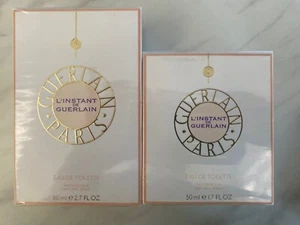 GUERLAIN
L'INSTANT
DE
GUERLAIN
PARIS
EAU DE TOILETTE
80 ml ℮ 2.7 FL.OZ
GUERLAIN
L'INSTANT
DE
GUERLAIN
PARIS
EAU DE TOILETTE
50 ml ℮ 1.7 FL.OZ